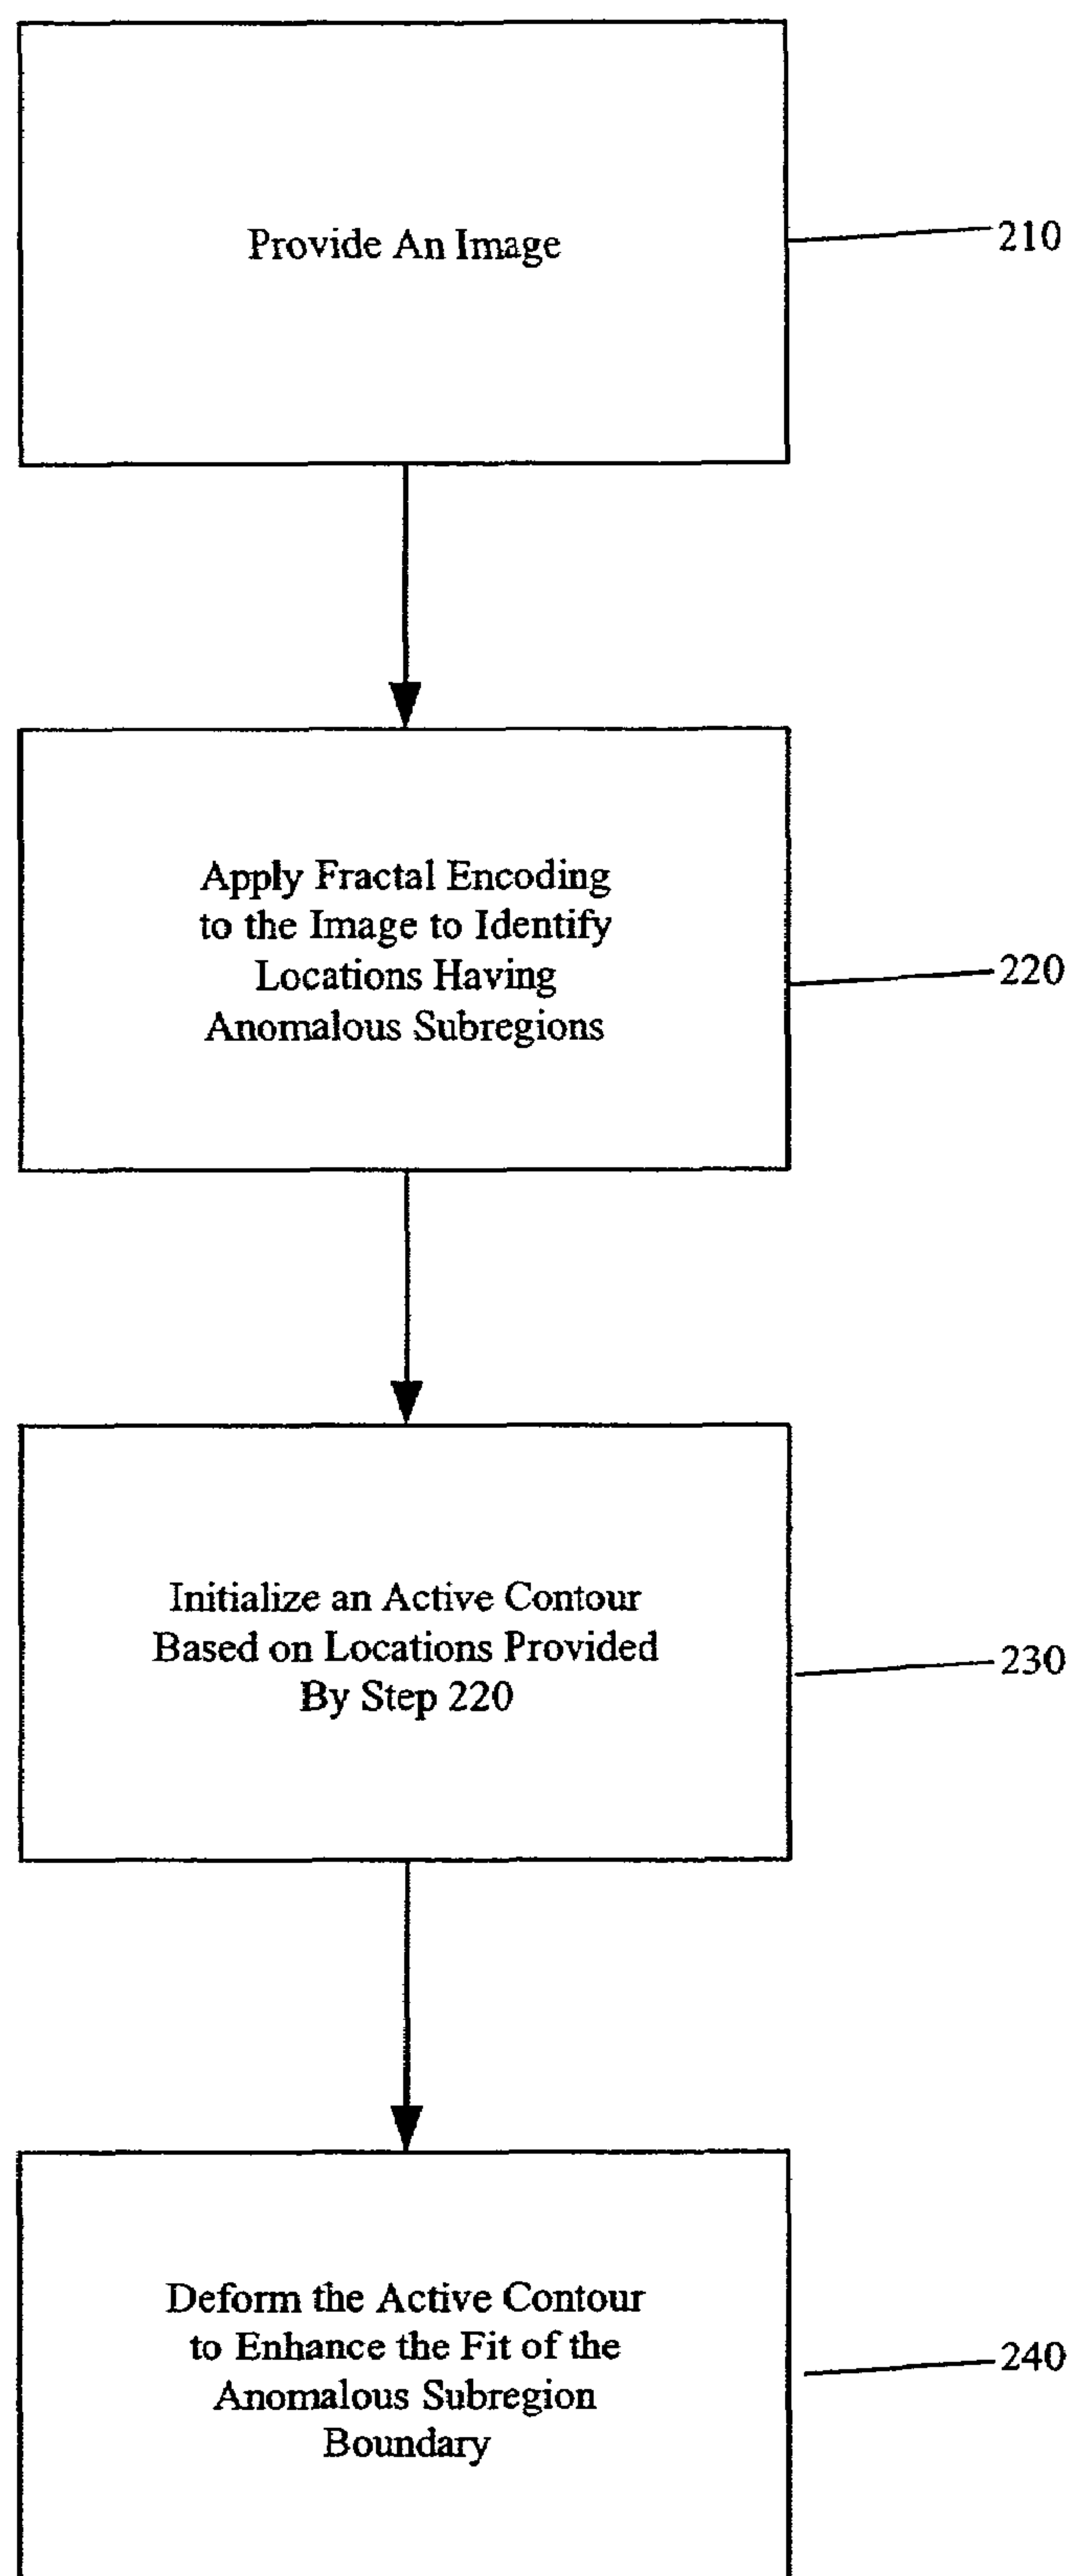 Provide An Image
210
Apply Fractal Encoding
to the Image to Identify
Locations Having
Anomalous Subregions
220
Initialize an Active Contour
Based on Locations Provided
By Step 220
230
Deform the Active Contour
to Enhance the Fit of the
Anomalous Subregion
Boundary
240